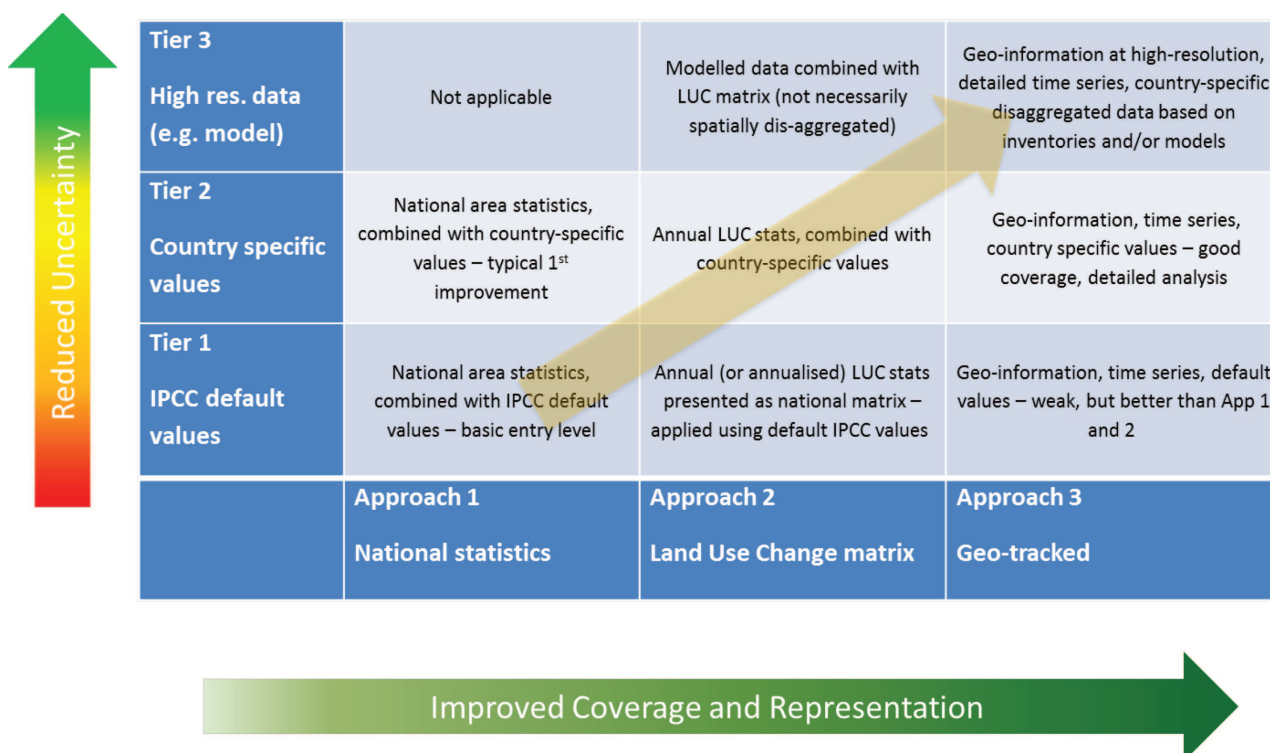 Reduced Uncertainty
Tier 3
High res. data
(e.g. model)
Not applicable
Modelled data combined with
LUC matrix (not necessarily
spatially dis-aggregated)
Geo-information at high-resolution,
detailed time series, country-specific
disaggregated data based on
inventories and/or models
Tier 2
Country specific
values
National area statistics,
combined with country-specific
values – typical 1st
improvement
Annual LUC stats, combined with
country-specific values
Geo-information, time series,
country specific values – good
coverage, detailed analysis
Tier 1
IPCC default
values
National area statistics,
combined with IPCC default
values – basic entry level
Annual (or annualised) LUC stats
presented as national matrix –
applied using default IPCC values
Geo-information, time series, default
values – weak, but better than App 1
and 2
Approach 1
National statistics
Approach 2
Land Use Change matrix
Approach 3
Geo-tracked
Improved Coverage and Representation